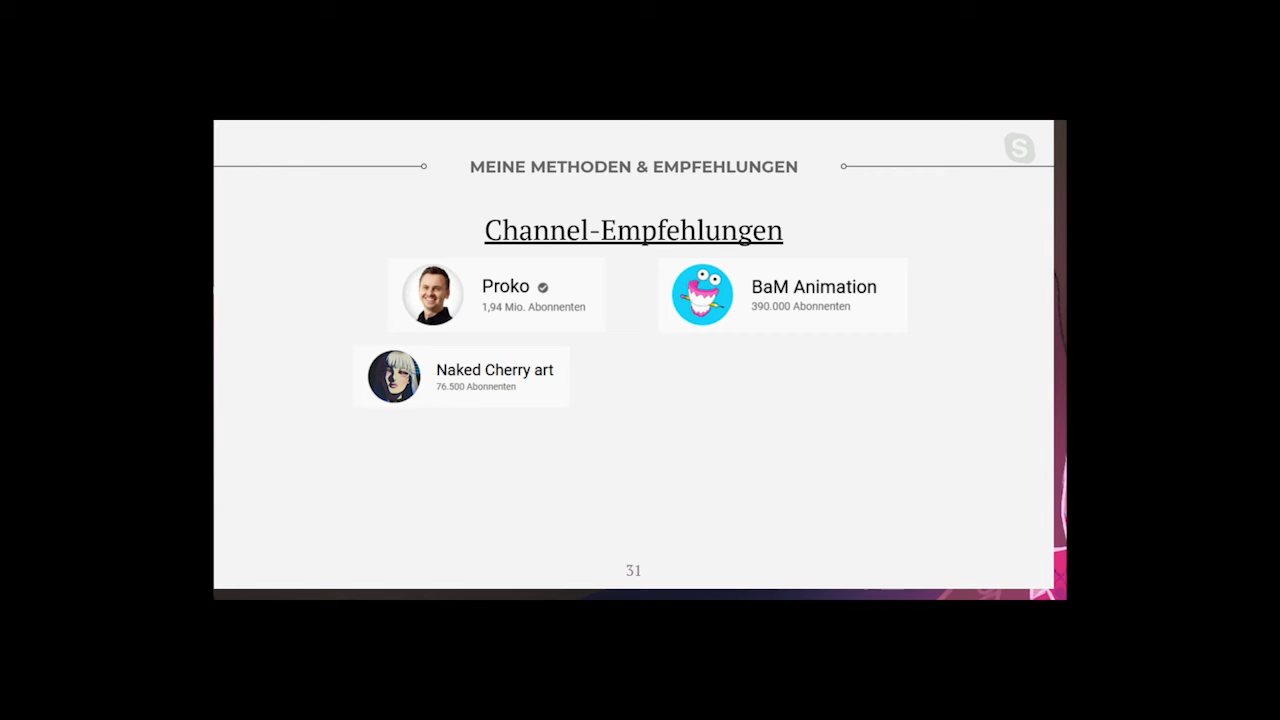 S
MEINE METHODEN & EMPFEHLUNGEN
Channel-Empfehlungen
Proko
1,94 Mio. Abonnenten
BaM Animation
390.000 Abonnenten
Naked Cherry art
76.500 Abonnenten
31